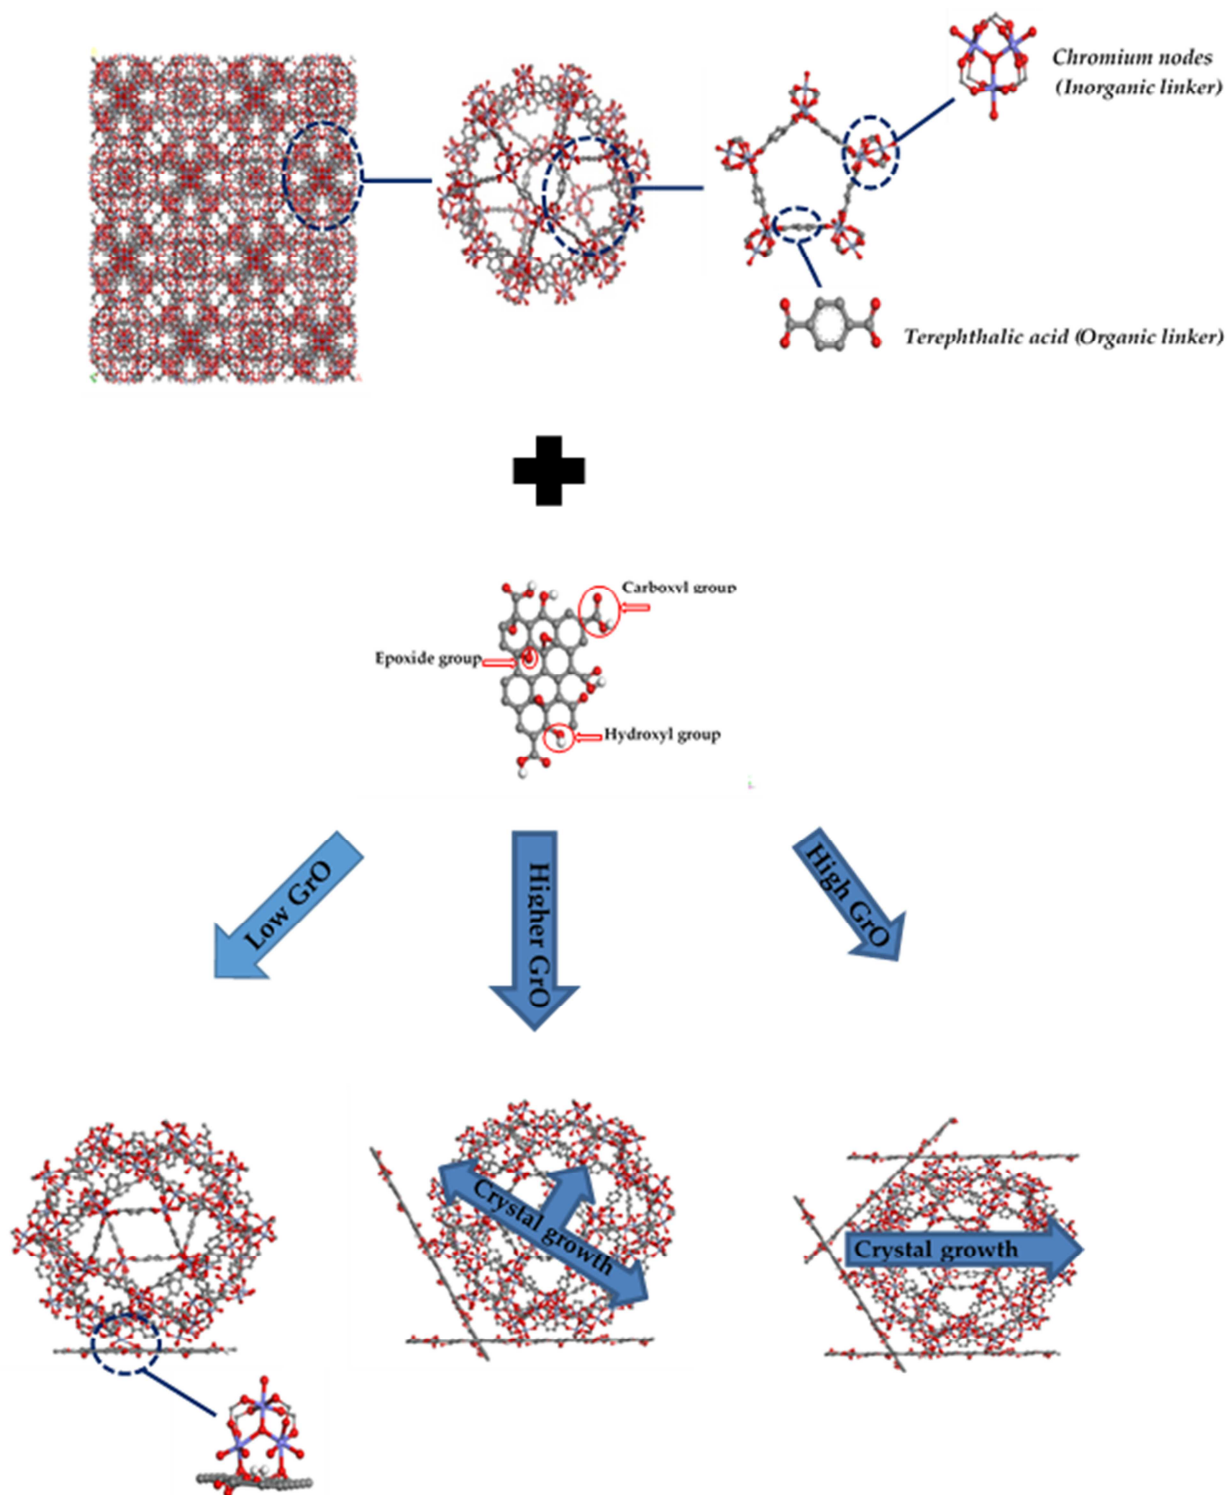 Chromium nodes
(Inorganic linker)
Terephthalic acid (Organic linker)
Carboxyl group
Epoxide group
Hydroxyl group
Low GrO
Higher GrO
High GrO
Crystal growth
Crystal growth